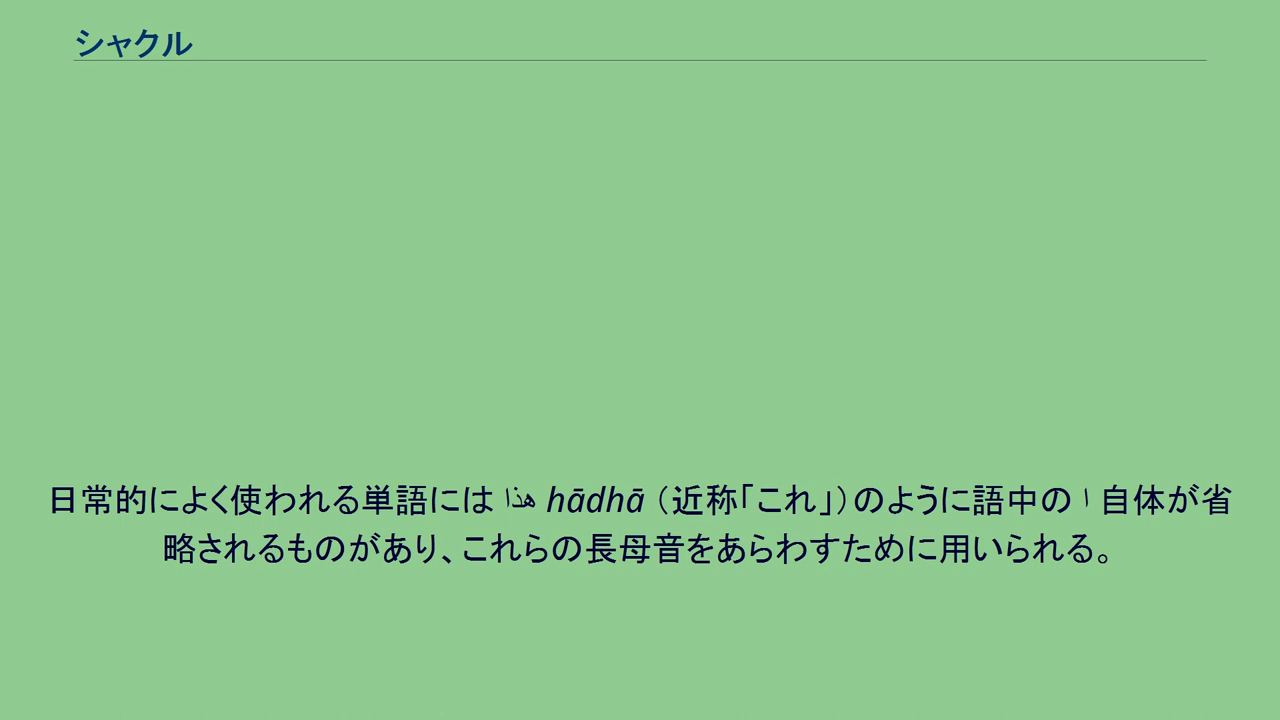 シャクル
日常的によく使われる単語には هذا hādhā （近称「これ」）のように語中の ا 自体が省
略されるものがあり、これらの長母音をあらわすために用いられる。